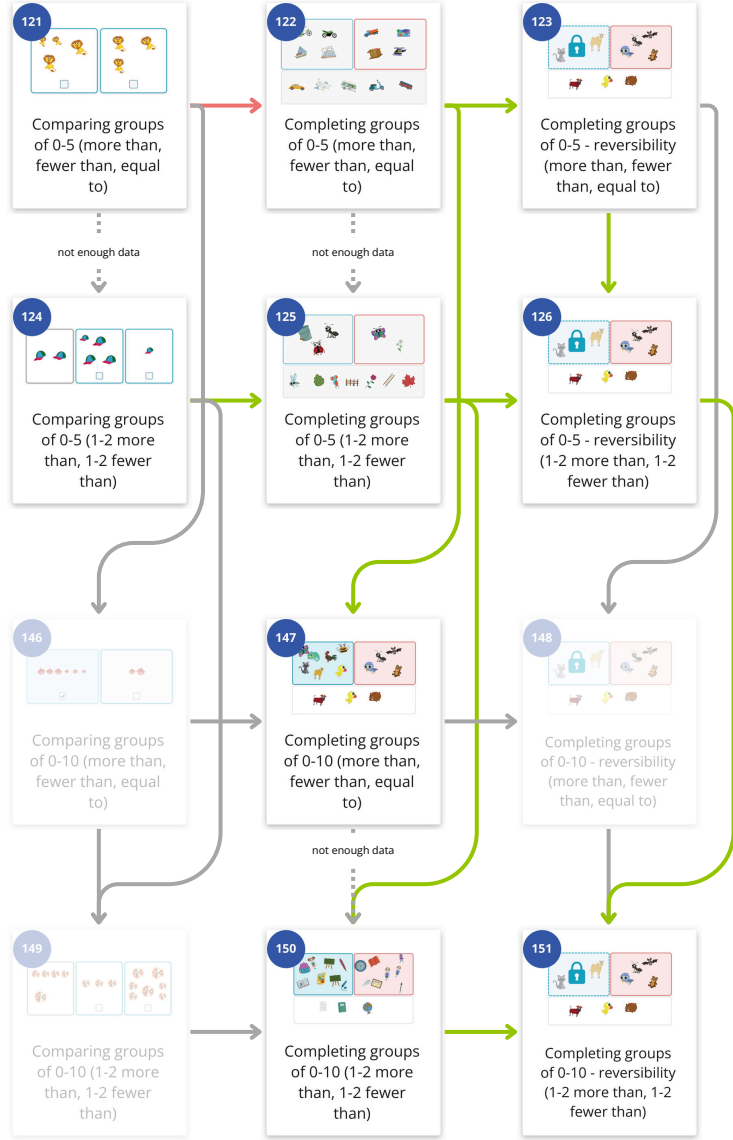 121
Comparing groups
of 0-5 (more than,
fewer than, equal
to)
122
Completing groups
of 0-5 (more than,
fewer than, equal
to)
123
Completing groups
of 0-5 - reversibility
(more than, fewer
than, equal to)
not enough data
not enough data
124
Comparing groups
of 0-5 (1-2 more
than, 1-2 fewer
than)
125
Completing groups
of 0-5 (1-2 more
than, 1-2 fewer
than)
126
Completing groups
of 0-5 - reversibility
(1-2 more than, 1-2
fewer than)
146
Comparing groups
of 0-10 (more than,
fewer than, equal
to)
147
Completing groups
of 0-10 (more than,
fewer than, equal
to)
148
Completing groups
of 0-10 - reversibility
(more than, fewer
than, equal to)
not enough data
149
Comparing groups
of 0-10 (1-2 more
than, 1-2 fewer
than)
150
Completing groups
of 0-10 (1-2 more
than, 1-2 fewer
than)
151
Completing groups
of 0-10 - reversibility
(1-2 more than, 1-2
fewer than)